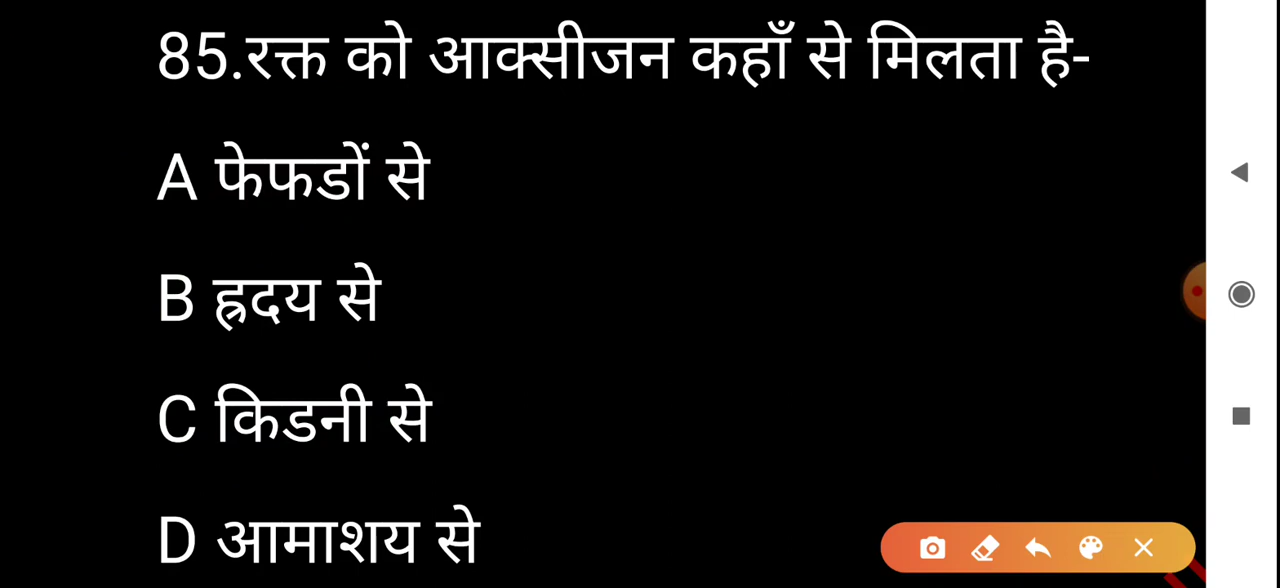 85.रक्त को आक्सीजन कहाँ से मिलता है-
A फेफडों से
B ह्रदय से
C किडनी से
D आमाशय से